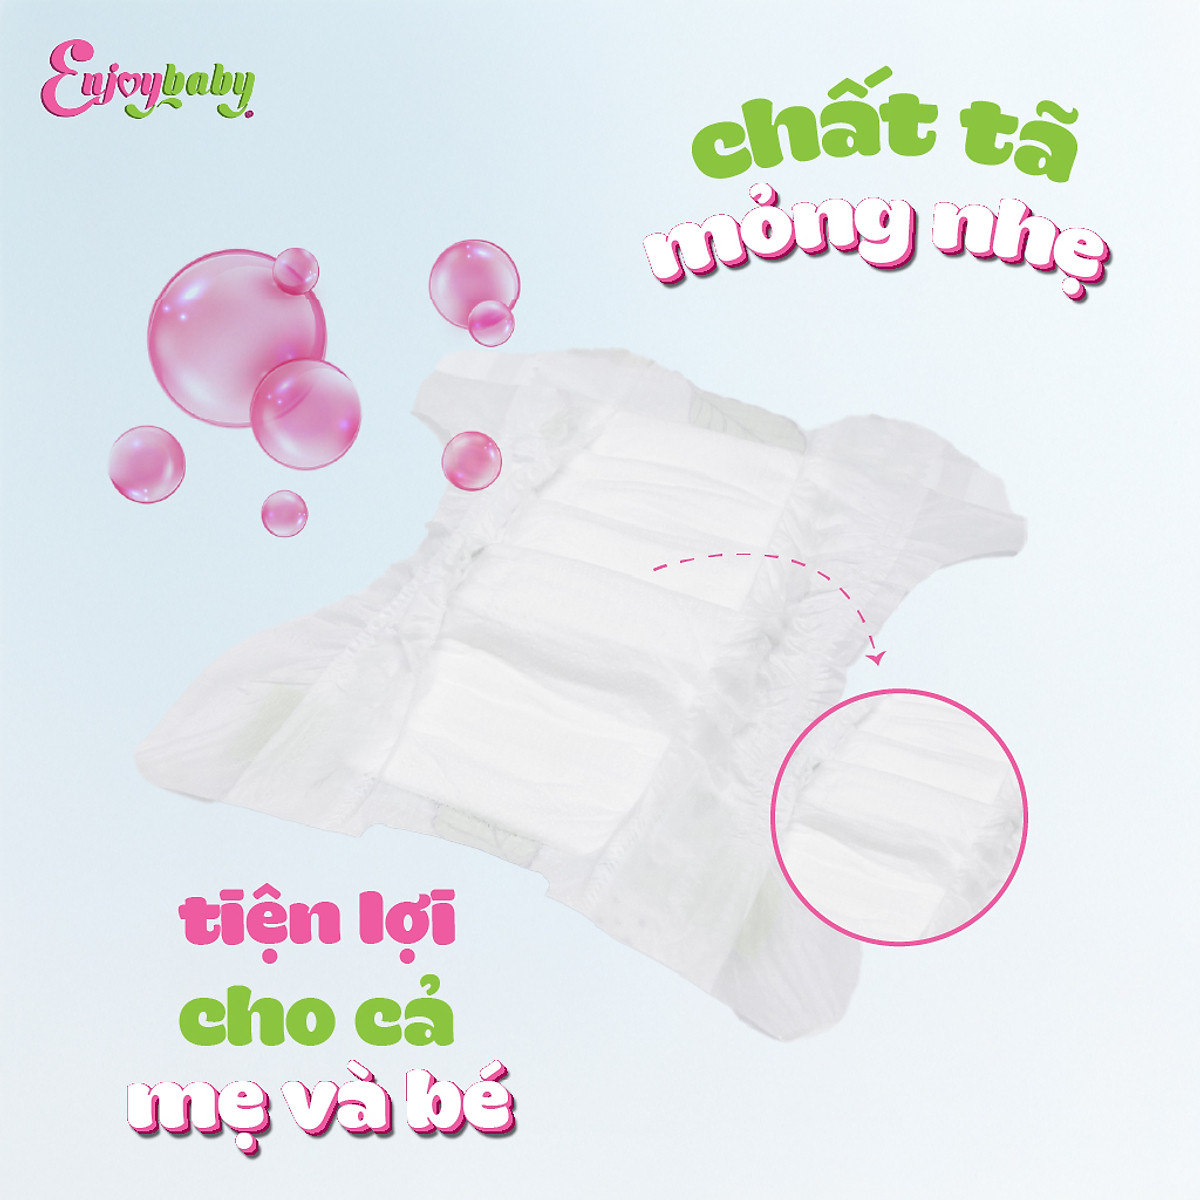 Enjoybaby
chất tã
mỏng nhẹ
tiện lợi
cho cả
mẹ và bé